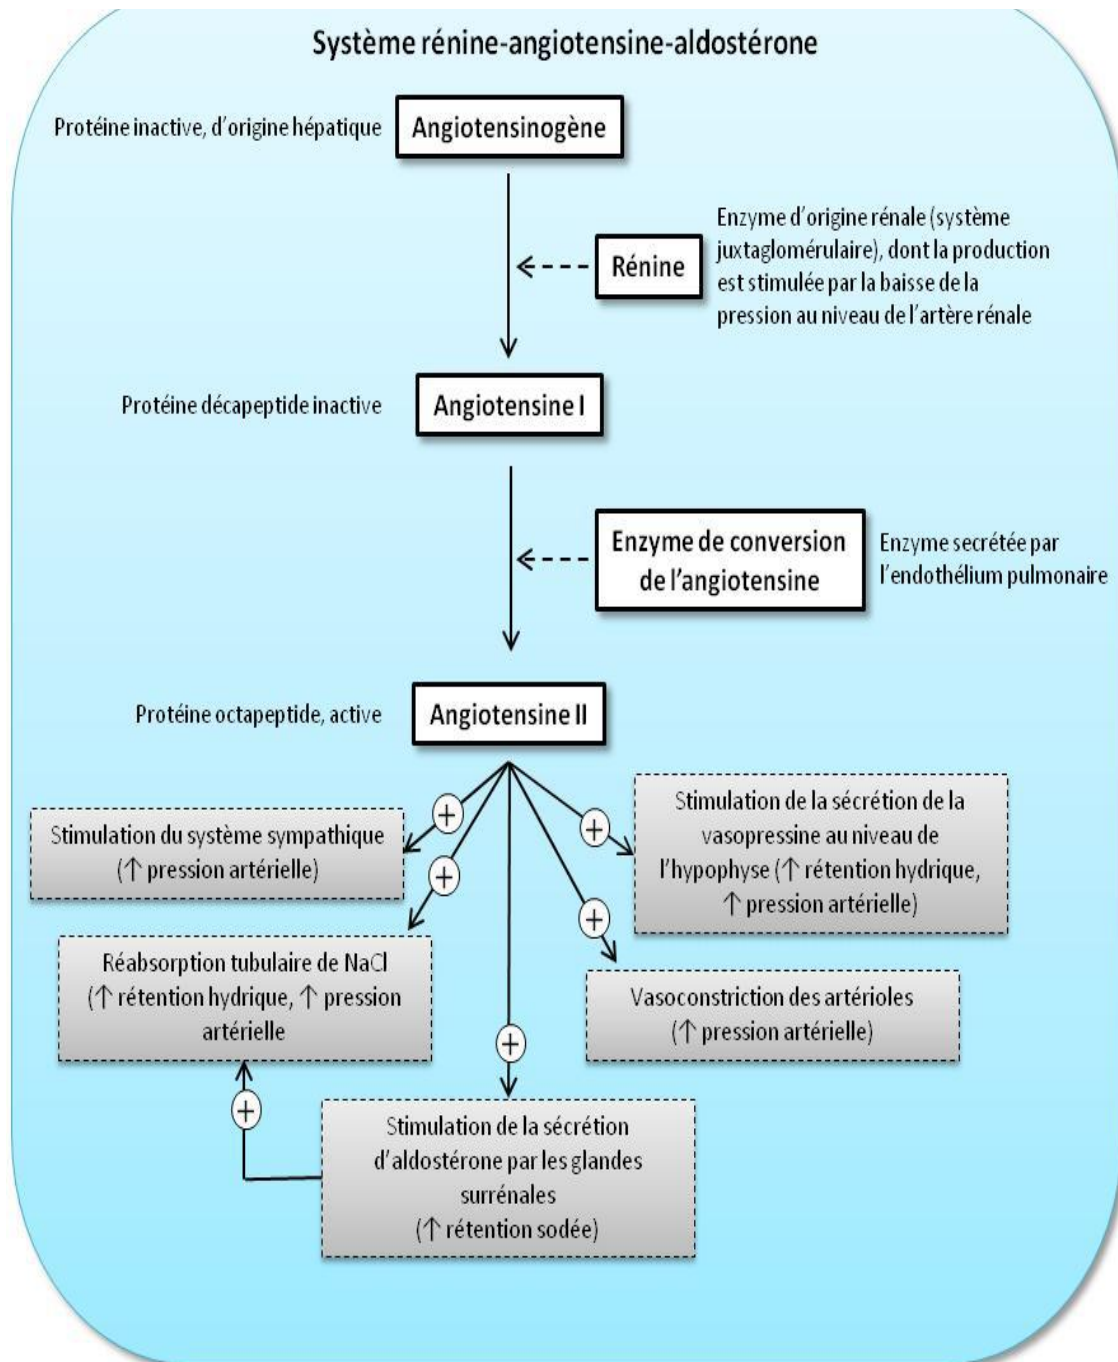 Système rénine-angiotensine-aldostérone
Protéine inactive, d'origine hépatique
Angiotensinogène
Enzyme d'origine rénale (système
juxtaglomérulaire), dont la production
est stimulée par la baisse de la
pression au niveau de l'artère rénale
Rénine
Protéine décapeptide inactive
Angiotensine I
Enzyme de conversion
de l'angiotensine
Enzyme secrétée par
l'endothélium pulmonaire
Protéine octapeptide, active
Angiotensine II
Stimulation du système sympathique
(↑ pression artérielle)
+
+
+
+
+
Stimulation de la sécrétion de la
vasopressine au niveau de
l'hypophyse (↑ rétention hydrique,
↑ pression artérielle)
Réabsorption tubulaire de NaCl
(↑ rétention hydrique, ↑ pression
artérielle
Vasoconstriction des artérioles
(↑ pression artérielle)
+
Stimulation de la sécrétion
d'aldostérone par les glandes
surrénales
(↑ rétention sodée)